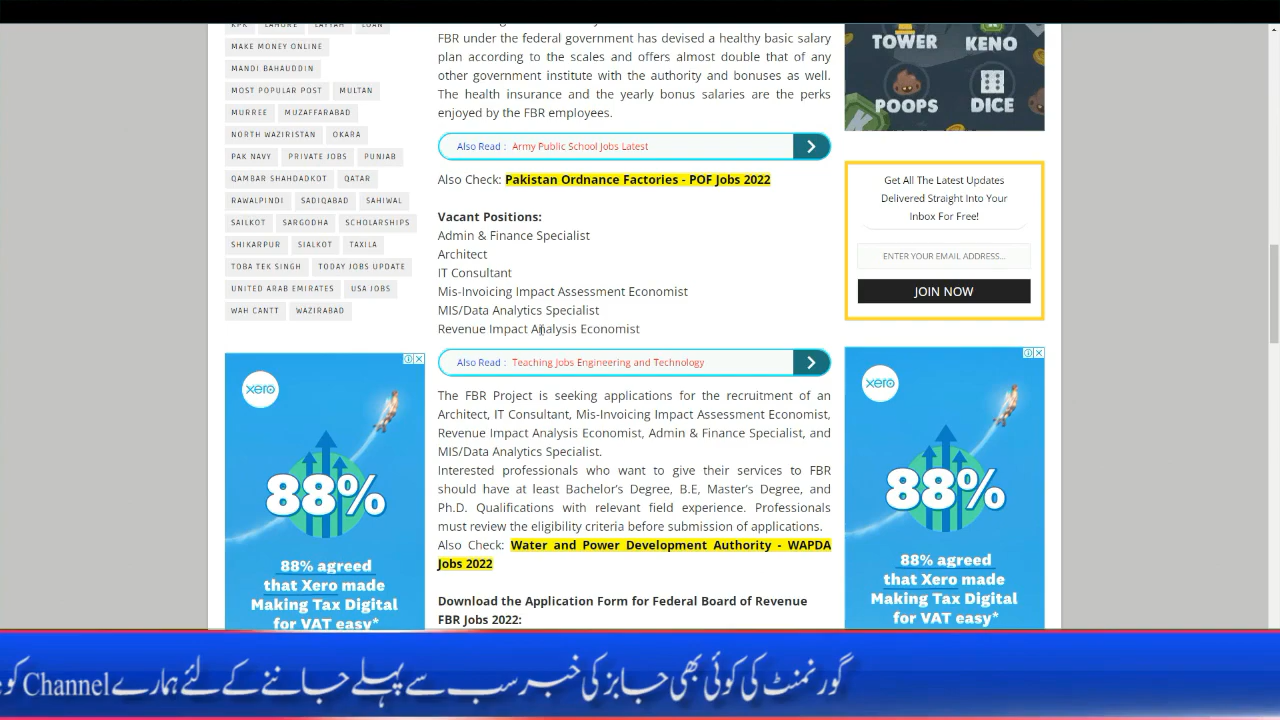 KPK LAHORE LAYYAH LOAN
MAKE MONEY ONLINE
MANDI BAHAUDDIN
MOST POPULAR POST MULTAN
MURREE MUZAFFARABAD
NORTH WAZIRISTAN OKARA
PAK NAVY PRIVATE JOBS PUNJAB
QAMBAR SHAHDADKOT QATAR
RAWALPINDI SADIQABAD SAHIWAL
SAILKOT SARGODHA SCHOLARSHIPS
SHIKARPUR SIALKOT TAXILA
TOBA TEK SINGH TODAY JOBS UPDATE
UNITED ARAB EMIRATES USA JOBS
WAH CANTT WAZIRABAD
xero
88%
88% agreed
that Xero made
Making Tax Digital
for VAT easy*
FBR under the federal government has devised a healthy basic salary
plan according to the scales and offers almost double that of any
other government institute with the authority and bonuses as well.
The health insurance and the yearly bonus salaries are the perks
enjoyed by the FBR employees.
Also Read : Army Public School Jobs Latest
Also Check: Pakistan Ordnance Factories - POF Jobs 2022
Vacant Positions:
Admin & Finance Specialist
Architect
IT Consultant
Mis-Invoicing Impact Assessment Economist
MIS/Data Analytics Specialist
Revenue Impact Analysis Economist
Also Read : Teaching Jobs Engineering and Technology
The FBR Project is seeking applications for the recruitment of an
Architect, IT Consultant, Mis-Invoicing Impact Assessment Economist,
Revenue Impact Analysis Economist, Admin & Finance Specialist, and
MIS/Data Analytics Specialist.
Interested professionals who want to give their services to FBR
should have at least Bachelor's Degree, B.E, Master's Degree, and
Ph.D. Qualifications with relevant field experience. Professionals
must review the eligibility criteria before submission of applications.
Also Check: Water and Power Development Authority - WAPDA
Jobs 2022
Download the Application Form for Federal Board of Revenue
FBR Jobs 2022:
TOWER KENO
POOPS DICE
Get All The Latest Updates
Delivered Straight Into Your
Inbox For Free!
ENTER YOUR EMAIL ADDRESS...
JOIN NOW
xero
88%
88% agreed
that Xero made
Making Tax Digital
for VAT easy*
گورنمنٹ کی کوئی بھی جابز کی خبر سب سے پہلے جاننے کے لئے ہمارے Channel کو